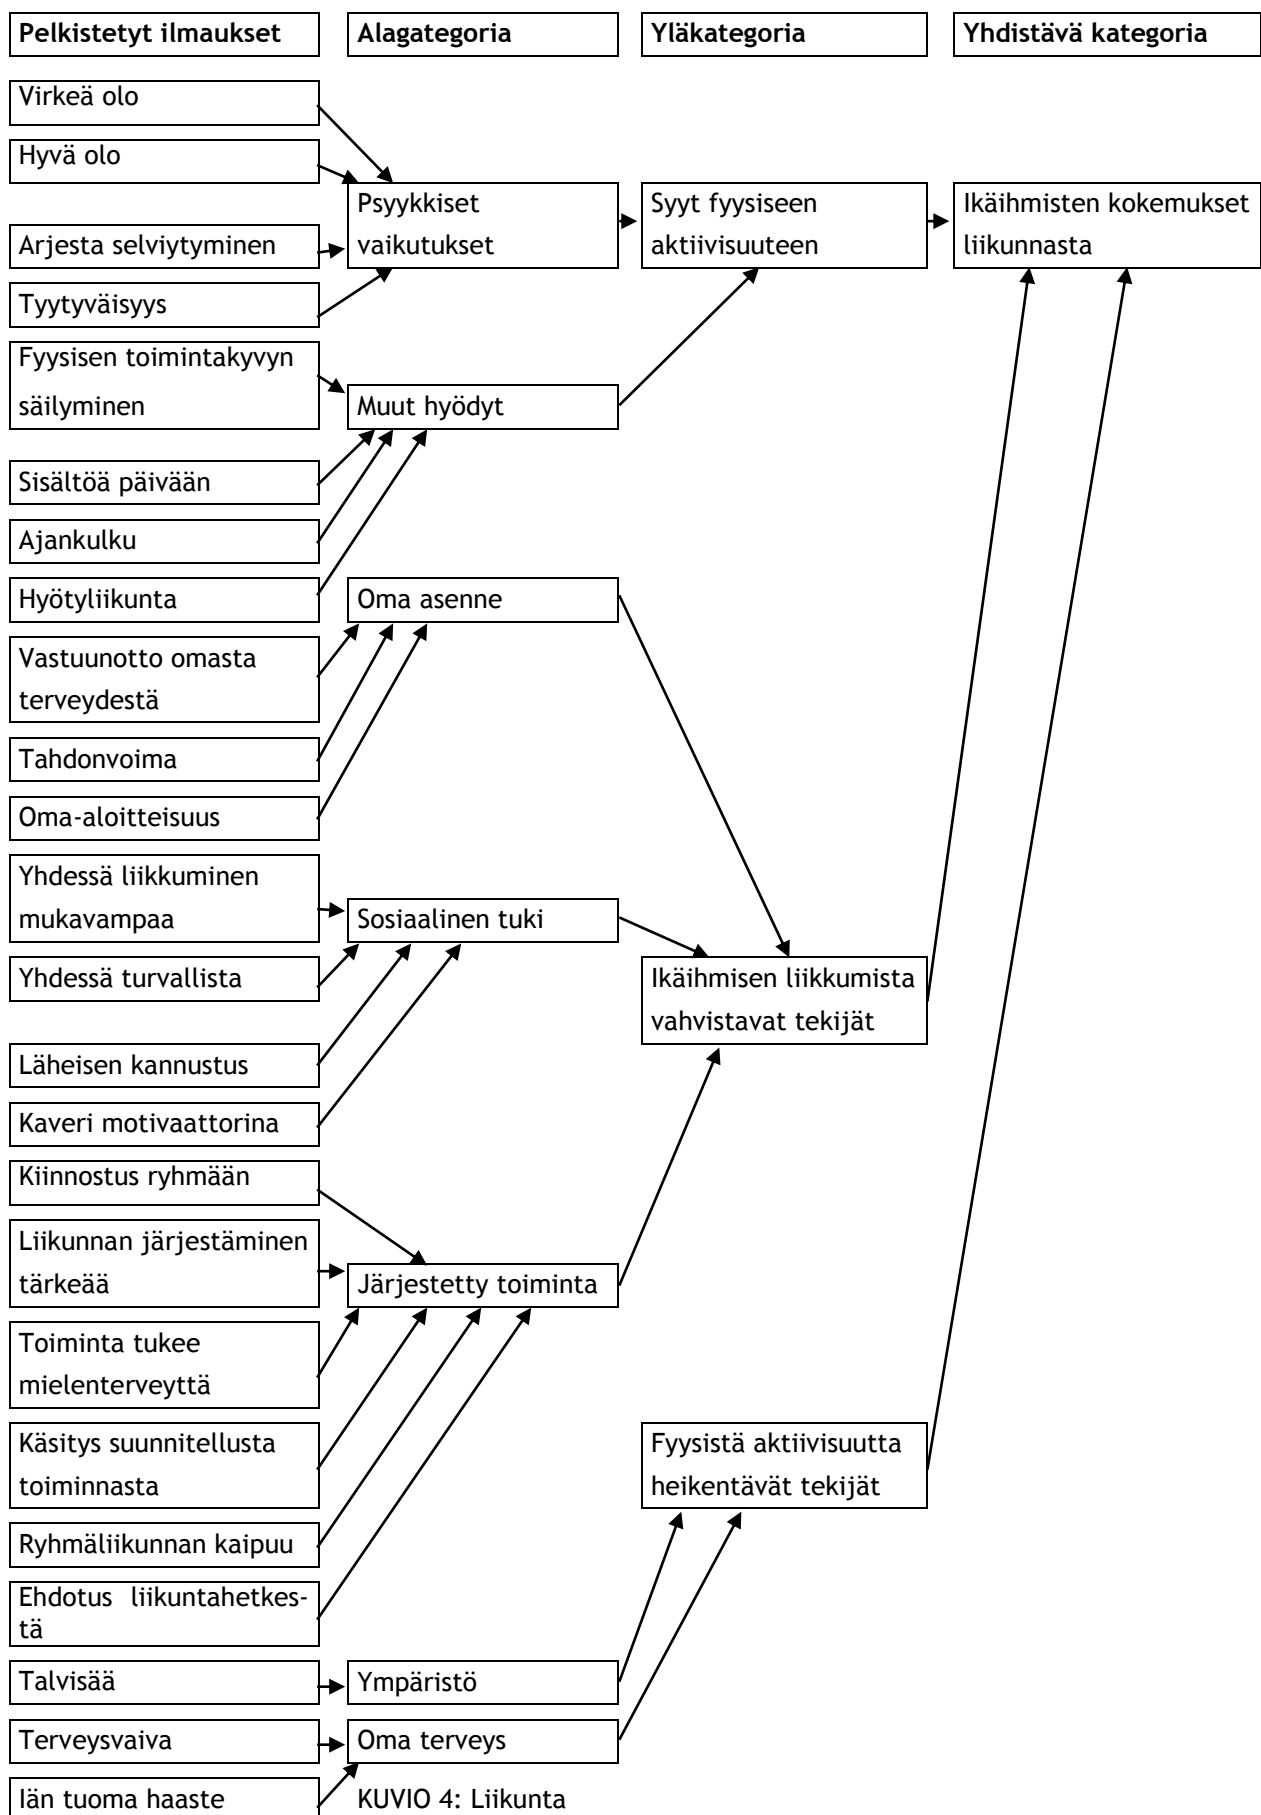 Pelkistetyt ilmaukset
Alagategoria
Yläkategoria
Yhdistävä kategoria
Virkeä olo
Hyvä olo
Arjesta selviytyminen
Tyytyväisyys
Fyysisen toimintakyvyn
säilyminen
Sisältöä päivään
Ajankulku
Hyötyliikunta
Vastuunotto omasta
terveydestä
Tahdonvoima
Oma-aloitteisuus
Yhdessä liikkuminen
mukavampaa
Yhdessä turvallista
Läheisen kannustus
Kaveri motivaattorina
Kiinnostus ryhmään
Liikunnan järjestäminen
tärkeää
Toiminta tukee
mielenterveyttä
Käsitys suunnitellusta
toiminnasta
Ryhmäliikunnan kaipuu
Ehdotus liikuntahetkes-
tä
Talvisää
Terveysvaiva
Iän tuoma haaste
Psyykkiset
vaikutukset
Muut hyödyt
Oma asenne
Sosiaalinen tuki
Järjestetty toiminta
Ympäristö
Oma terveys
Syyt fyysiseen
aktiivisuuteen
Ikäihmisen liikkumista
vahvistavat tekijät
Fyysistä aktiivisuutta
heikentävät tekijät
Ikäihmisten kokemukset
liikunnasta
KUVIO 4: Liikunta